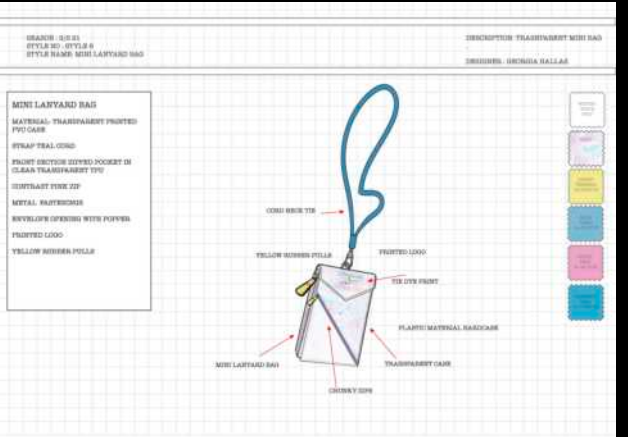 SEASON : S/S 21
STYLE NO : STYLE 6
STYLE NAME: MINI LANYARD BAG
DESCRIPTION: TRASNPARENT MINI BAG
DESIGNER : GEORGIA HALLAS
MINI LANYARD BAG
MATERIAL: TRANSPARENT PRINTED
PVC CASE
STRAP TEAL CORD
FRONT SECTION ZIPPED POCKET IN
CLEAR TRANSPARENT TPU
CONTRAST PINK ZIP
METAL FASTENINGS
ENVELOPE OPENING WITH POPPER
PRINTED LOGO
YELLOW RUBBER PULLS
CORD NECK TIE
YELLOW RUBBER PULLS
PRINTED LOGO
TIE DYE PRINT
PLASTIC MATERIAL HARDCASE
TRANSPARENT CASE
MINI LANYARD BAG
CHUNKY ZIPS